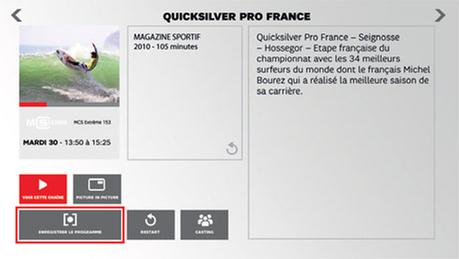 QUICKSILVER PRO FRANCE
MAGAZINE SPORTIF
2010 - 105 minutes
Quicksilver Pro France – Seignosse
– Hossegor – Etape française du
championnat avec les 34 meilleurs
surfeurs du monde dont le français Michel
Bourez qui a réalisé la meilleure saison de
sa carrière.
MCS Extrême 153
MARDI 30 - 13:50 à 15:25
VOIR CETTE CHAÎNE
PICTURE IN PICTURE
ENREGISTRER LE PROGRAMME
RESTART
CASTING